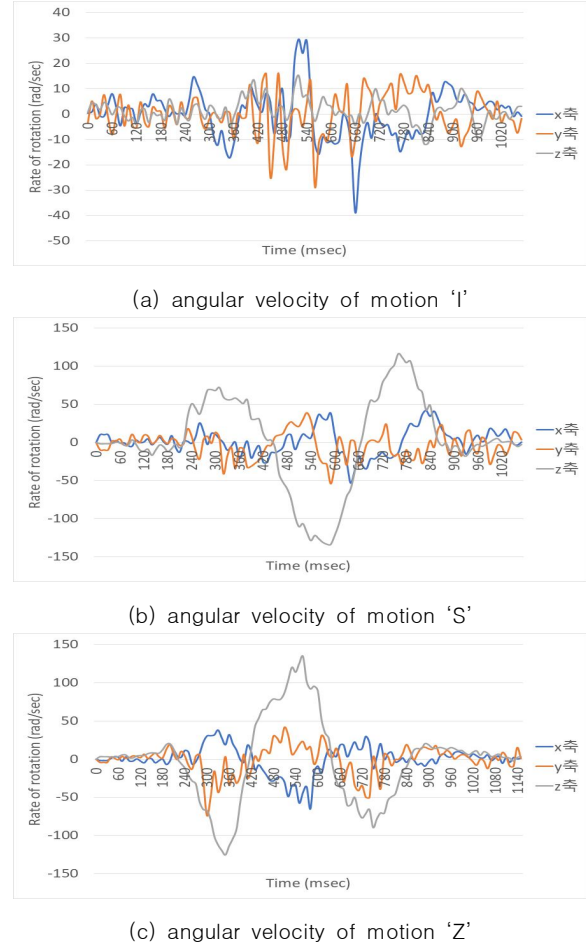 40
30
20
10
0
-10
-20
-30
-40
-50
Rate of rotation (rad/sec)
0 60 120 180 240 300 360 420 480 540 600 660 720 780 840 900 960 1020
Time (msec)
x축
y축
z축
(a) angular velocity of motion ‘I’
150
100
50
0
-50
-100
-150
Rate of rotation (rad/sec)
0 60 120 180 240 300 360 420 480 540 600 660 720 780 840 900 960 1020
Time (msec)
x축
y축
z축
(b) angular velocity of motion ‘S’
150
100
50
0
-50
-100
-150
Rate of rotation (rad/sec)
0 60 120 180 240 300 360 420 480 540 600 660 720 780 840 900 960 1020 1080 1140
Time (msec)
x축
y축
z축
(c) angular velocity of motion ‘Z’